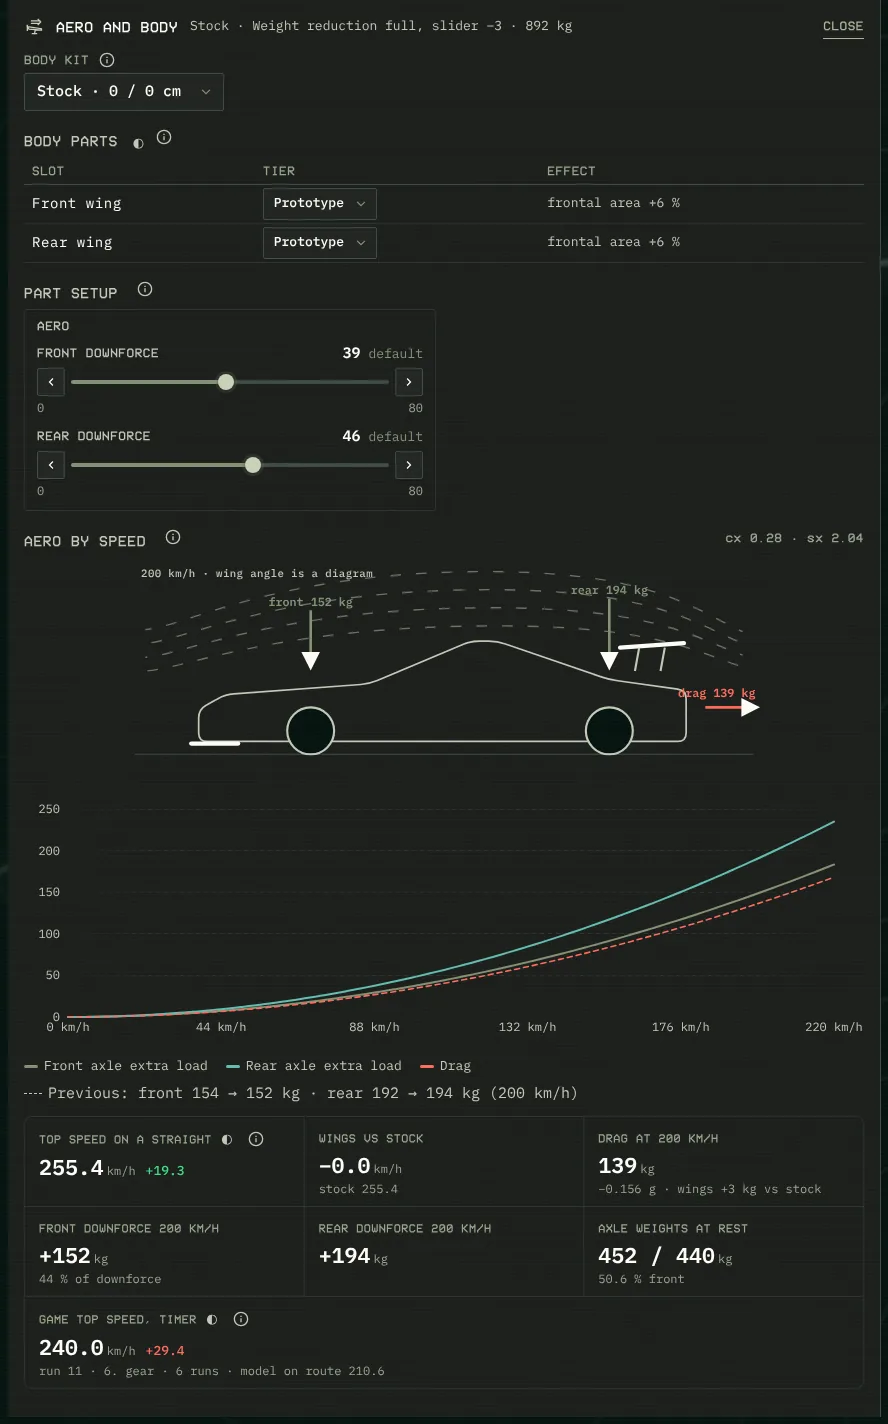 AERO AND BODY Stock · Weight reduction full, slider −3 · 892 kg CLOSE
BODY KIT
Stock · 0 / 0 cm
BODY PARTS
SLOT TIER EFFECT
Front wing Prototype frontal area +6 %
Rear wing Prototype frontal area +6 %
PART SETUP
AERO
FRONT DOWNFORCE 39 default
0 80
REAR DOWNFORCE 46 default
0 80
AERO BY SPEED cx 0.28 · sx 2.04
200 km/h · wing angle is a diagram
front 152 kg
rear 194 kg
drag 139 kg
250
200
150
100
50
0
0 km/h 44 km/h 88 km/h 132 km/h 176 km/h 220 km/h
Front axle extra load Rear axle extra load Drag
Previous: front 154 → 152 kg · rear 192 → 194 kg (200 km/h)
TOP SPEED ON A STRAIGHT
255.4 km/h +19.3
WINGS VS STOCK
−0.0 km/h
stock 255.4
DRAG AT 200 KM/H
139 kg
−0.156 g · wings +3 kg vs stock
FRONT DOWNFORCE 200 KM/H
+152 kg
44 % of downforce
REAR DOWNFORCE 200 KM/H
+194 kg
AXLE WEIGHTS AT REST
452 / 440 kg
50.6 % front
GAME TOP SPEED, TIMER
240.0 km/h +29.4
run 11 · 6. gear · 6 runs · model on route 210.6